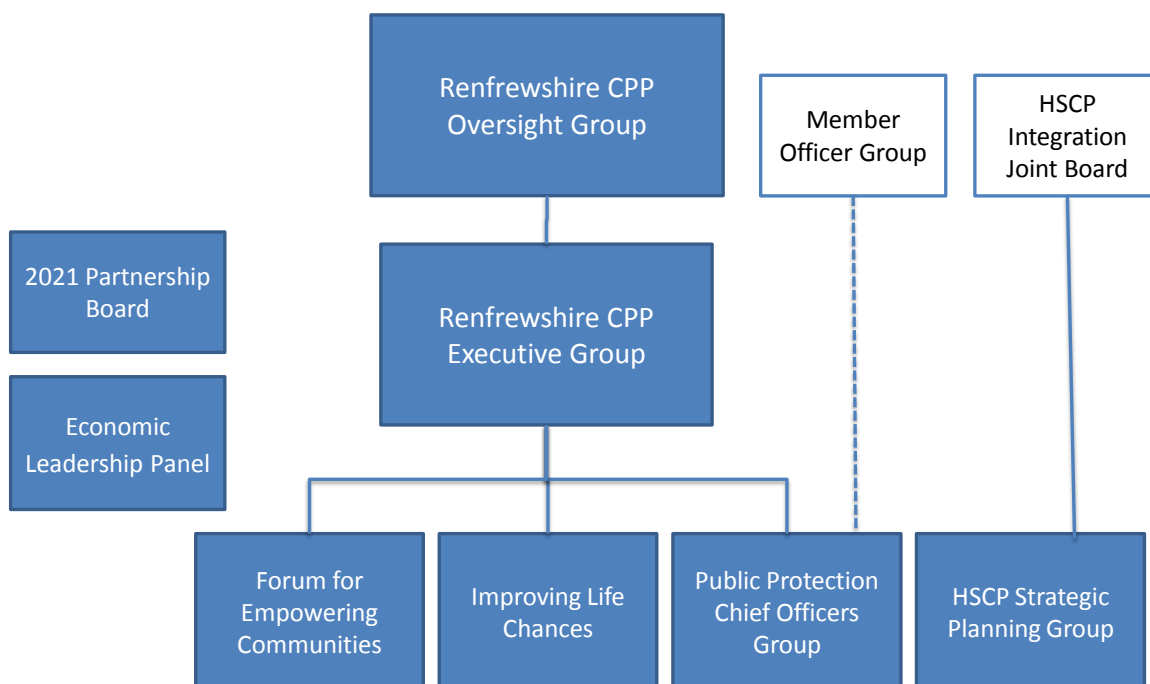 Renfrewshire CPP
Oversight Group
Member
Officer Group
HSCP
Integration
Joint Board
2021 Partnership
Board
Renfrewshire CPP
Executive Group
Economic
Leadership Panel
Forum for
Empowering
Communities
Improving Life
Chances
Public Protection
Chief Officers
Group
HSCP Strategic
Planning Group